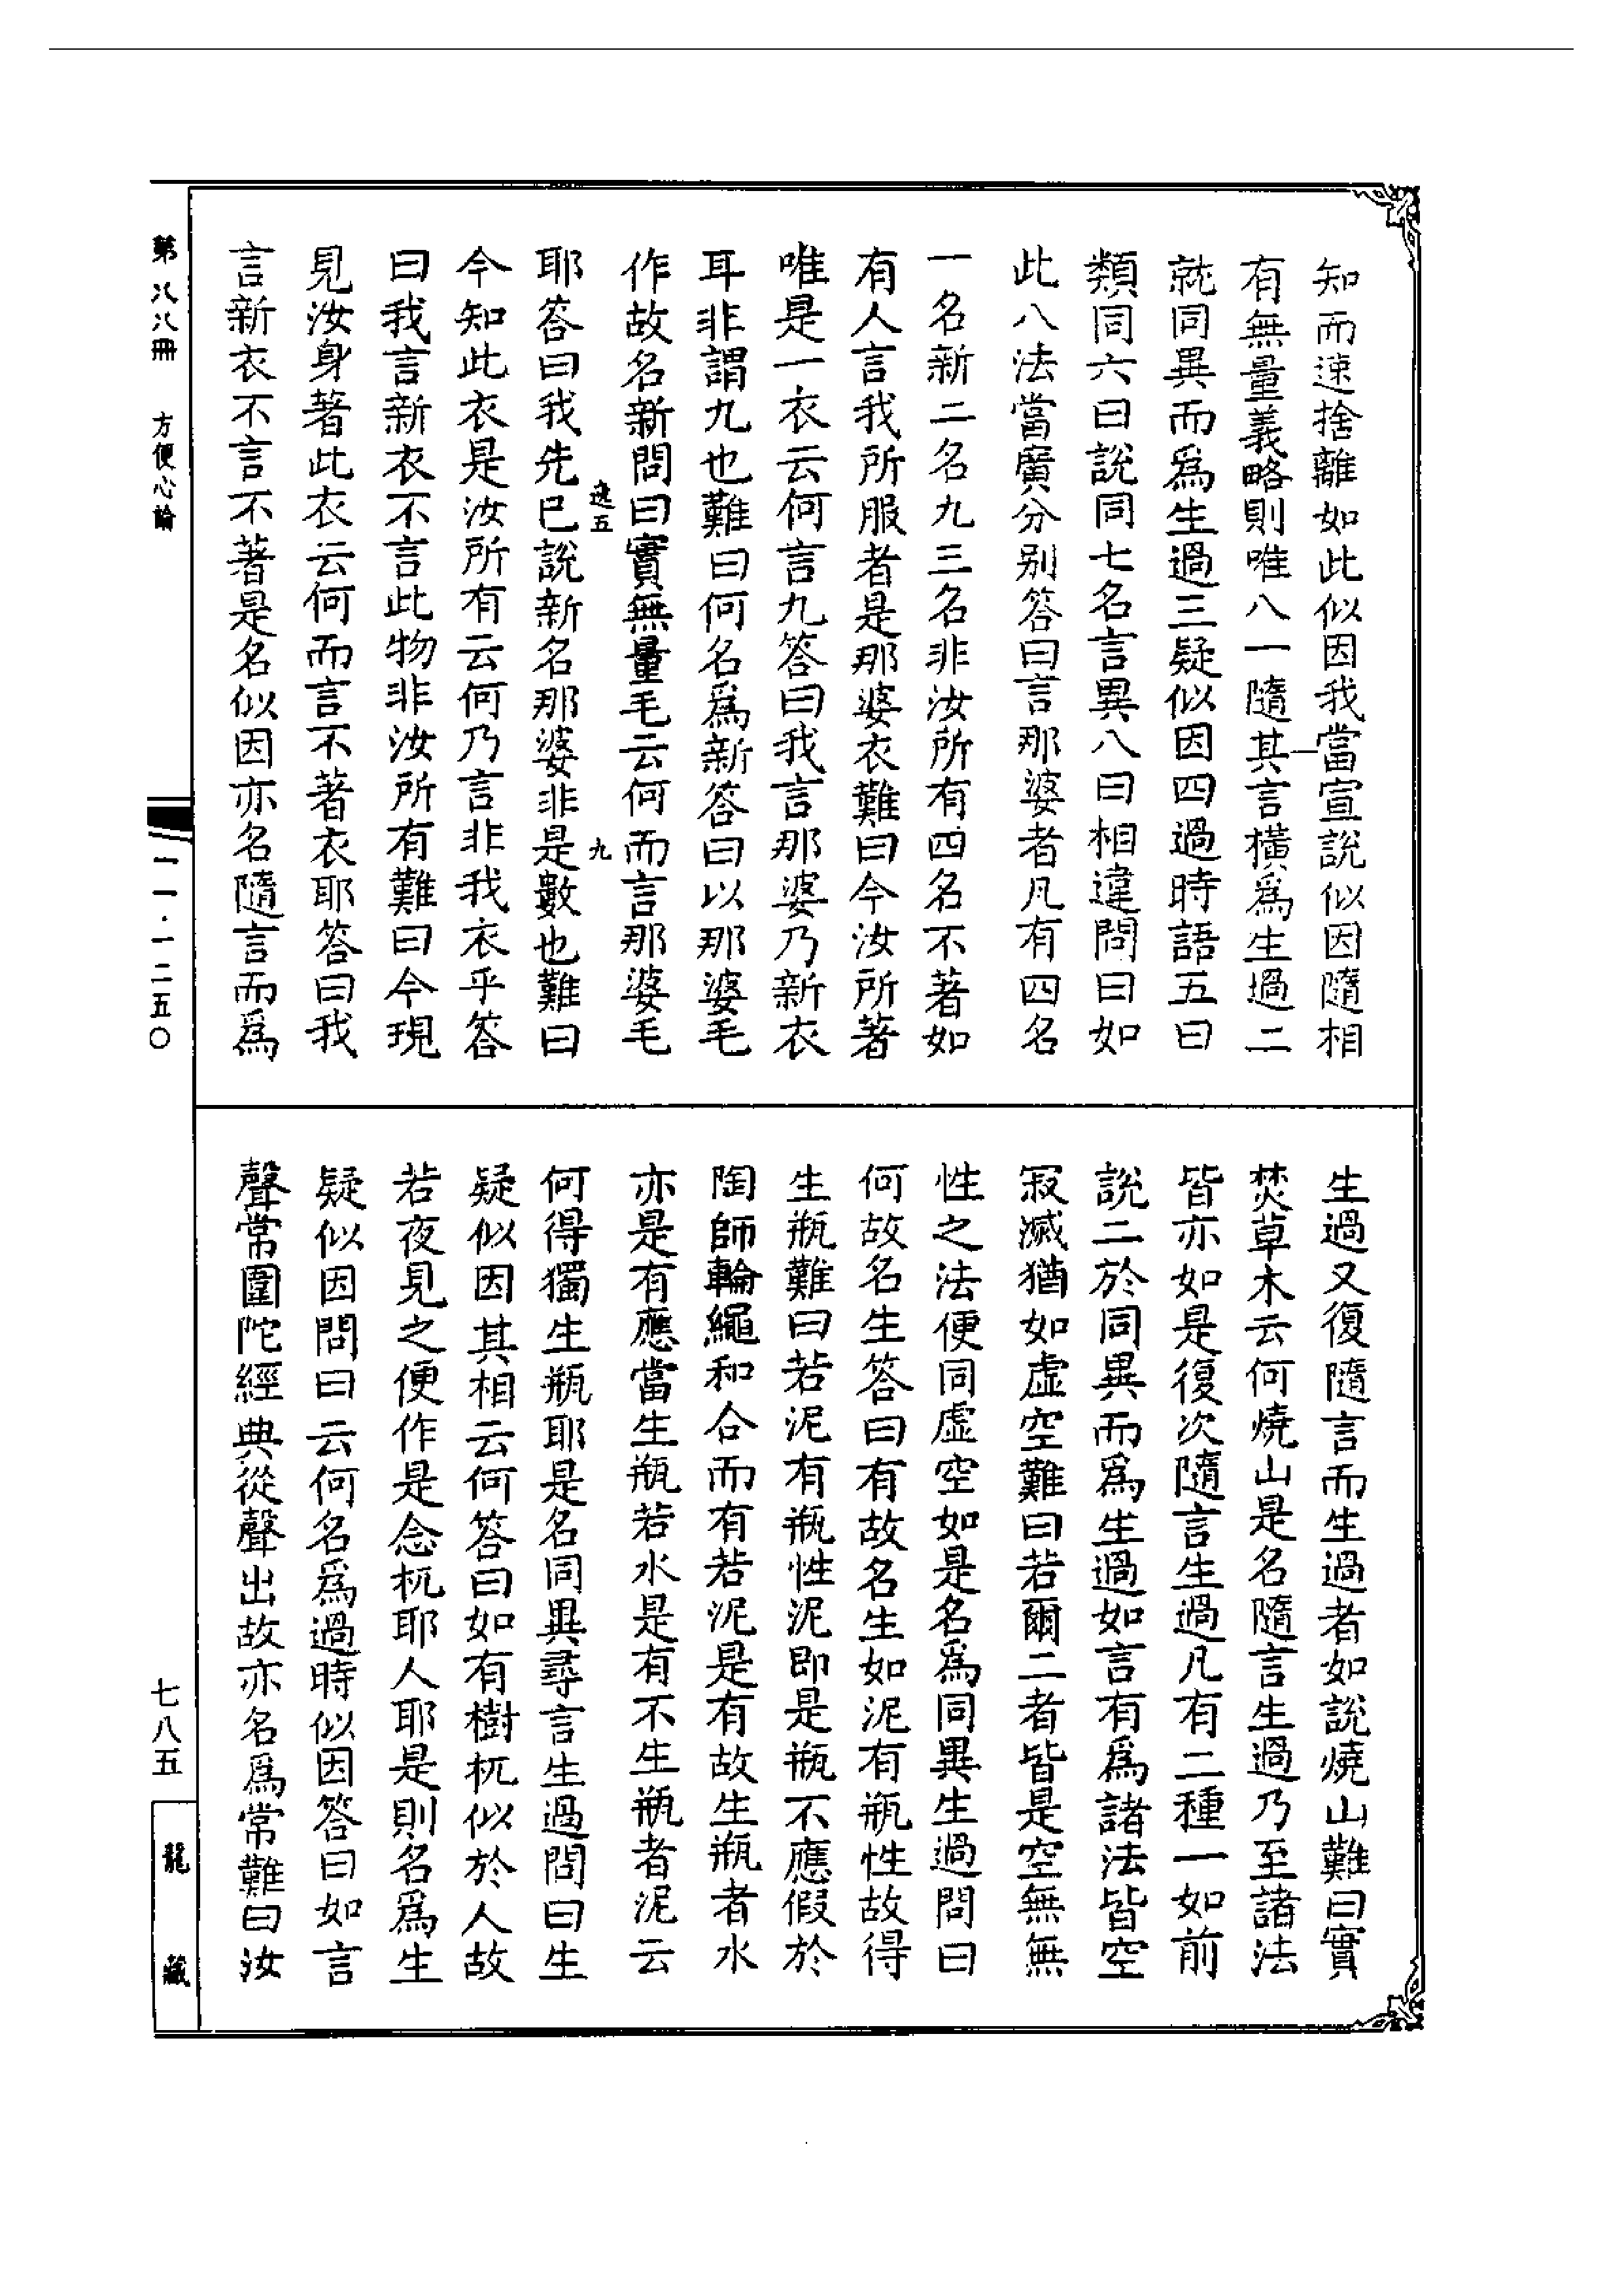 知而速捨離如此似因我當宣說似因隨相
有無量義略則唯八一隨其言橫爲生過二
就同異而爲生過三疑似因四過時語五曰
類同六曰說同七名言異八曰相違問曰如
此八法當廣分別答曰言那婆者凡有四名
一名新二名九三名非汝所有四名不著如
有人言我所服者是那婆衣難曰今汝所著
唯是一衣云何言九答曰我言那婆乃新衣
耳非謂九也難曰何名爲新答曰以那婆毛
作故名新問曰實無量毛云何而言那婆毛
逸五 九
耶答曰我先已說新名那婆非是數也難曰
今知此衣是汝所有云何乃言非我衣乎答
曰我言新衣不言此物非汝所有難曰今現
見汝身著此衣云何而言不著衣耶答曰我
言新衣不言不著是名似因亦名隨言而爲
生過又復隨言而生過者如說燒山難曰實
焚草木云何燒山是名隨言生過乃至諸法
皆亦如是復次隨言生過凡有二種一如前
說二於同異而爲生過如言有爲諸法皆空
寂滅猶如虛空難曰若爾二者皆是空無無
性之法便同虛空如是名爲同異生過問曰
何故名生答曰有故名生如泥有瓶性故得
生瓶難曰若泥有瓶性泥即是瓶不應假於
陶師輪繩和合而有若泥是有故生瓶者水
亦是有應當生瓶若水是有不生瓶者泥云
何得獨生瓶耶是名同異尋言生過問曰生
疑似因其相云何答曰如有樹杌似於人故
若夜見之便作是念杌耶人耶是則名爲生
疑似因問曰云何名爲過時似因答曰如言
聲常圍陀經典從聲出故亦名爲常難曰汝
第八八冊 方便心論
一一·一二五〇
七八五
龍藏